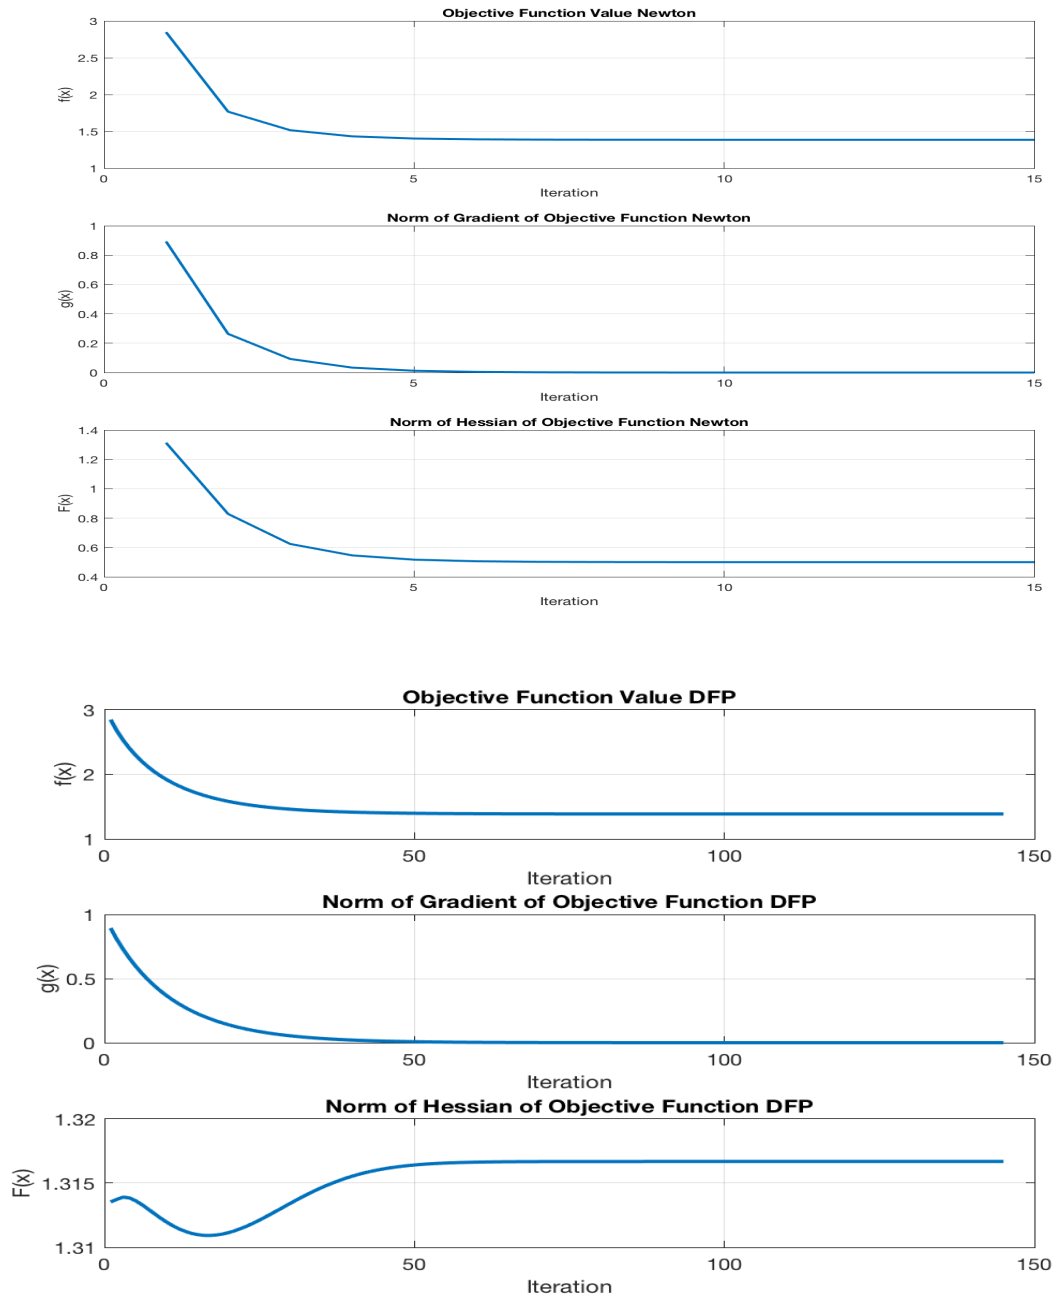 Objective Function Value Newton
3
2.5
2
1.5
1
f(x)
0 5 10 15
Iteration
Norm of Gradient of Objective Function Newton
1
0.8
0.6
0.4
0.2
0
g(x)
0 5 10 15
Iteration
Norm of Hessian of Objective Function Newton
1.4
1.2
1
0.8
0.6
0.4
F(x)
0 5 10 15
Iteration
Objective Function Value DFP
3
2
1
f(x)
0 50 100 150
Iteration
Norm of Gradient of Objective Function DFP
1
0.5
0
g(x)
0 50 100 150
Iteration
Norm of Hessian of Objective Function DFP
1.32
1.315
1.31
F(x)
0 50 100 150
Iteration